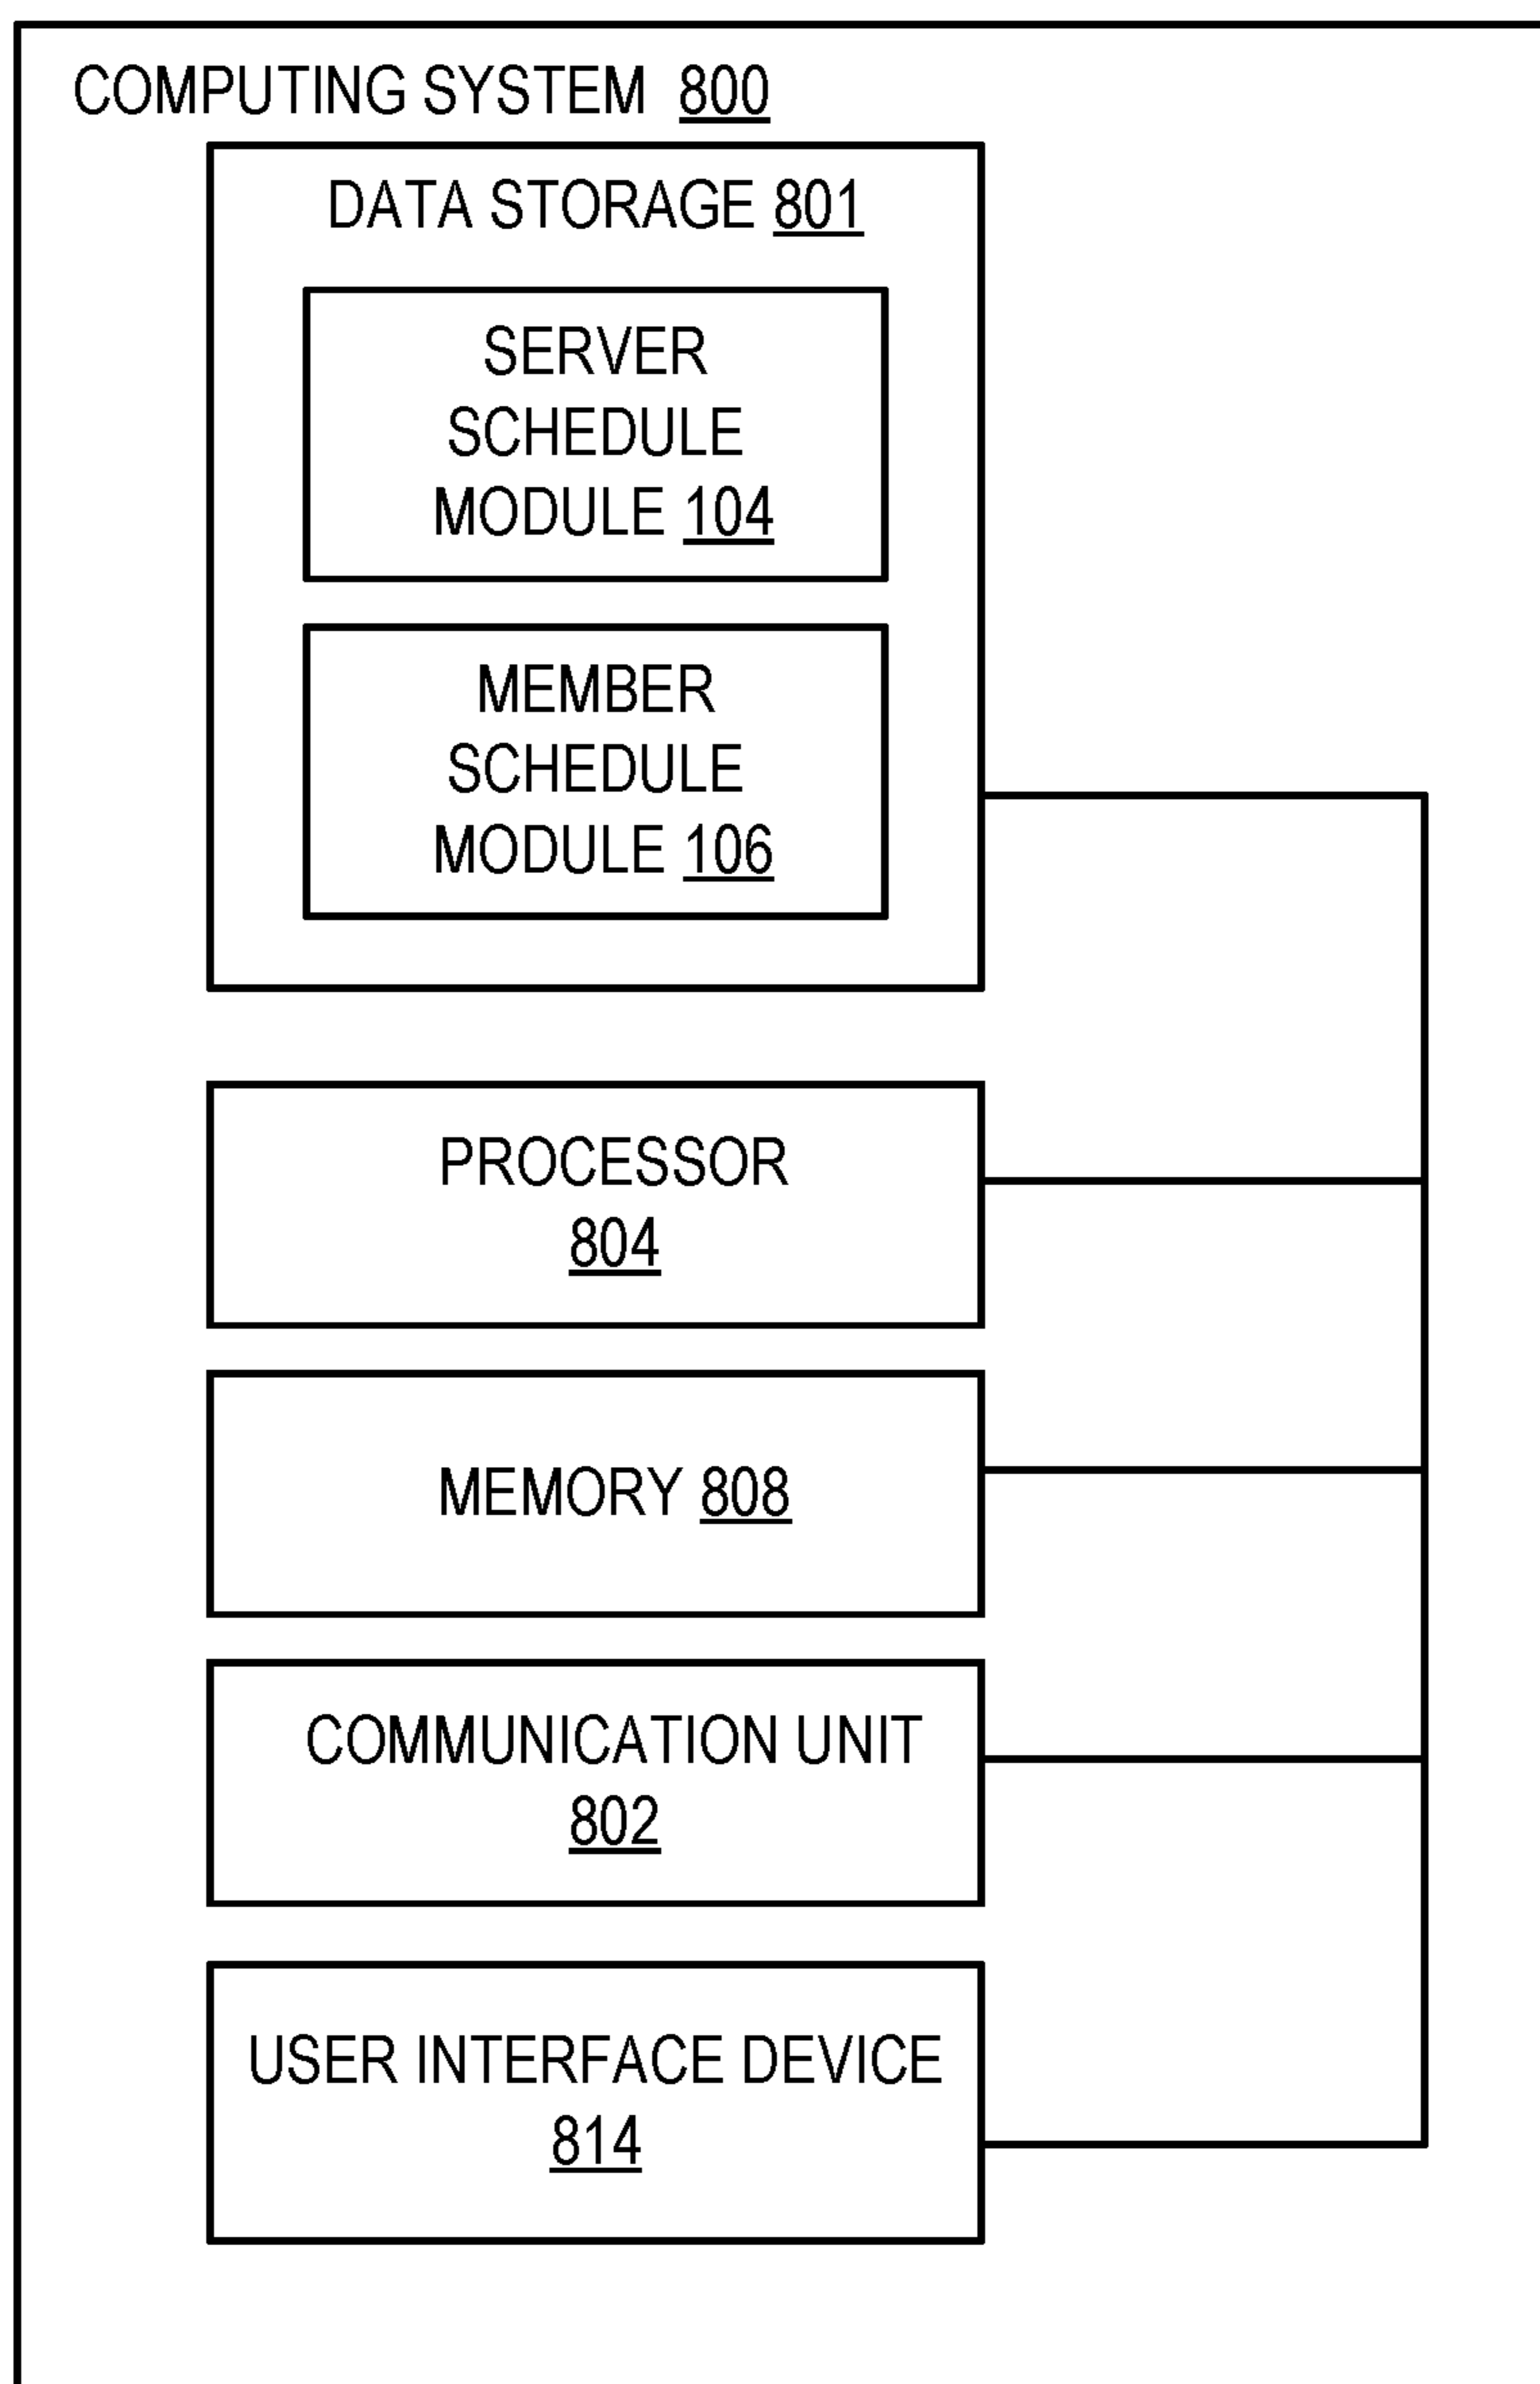 COMPUTING SYSTEM 800
DATA STORAGE 801
SERVER
SCHEDULE
MODULE 104
MEMBER
SCHEDULE
MODULE 106
PROCESSOR
804
MEMORY 808
COMMUNICATION UNIT
802
USER INTERFACE DEVICE
814